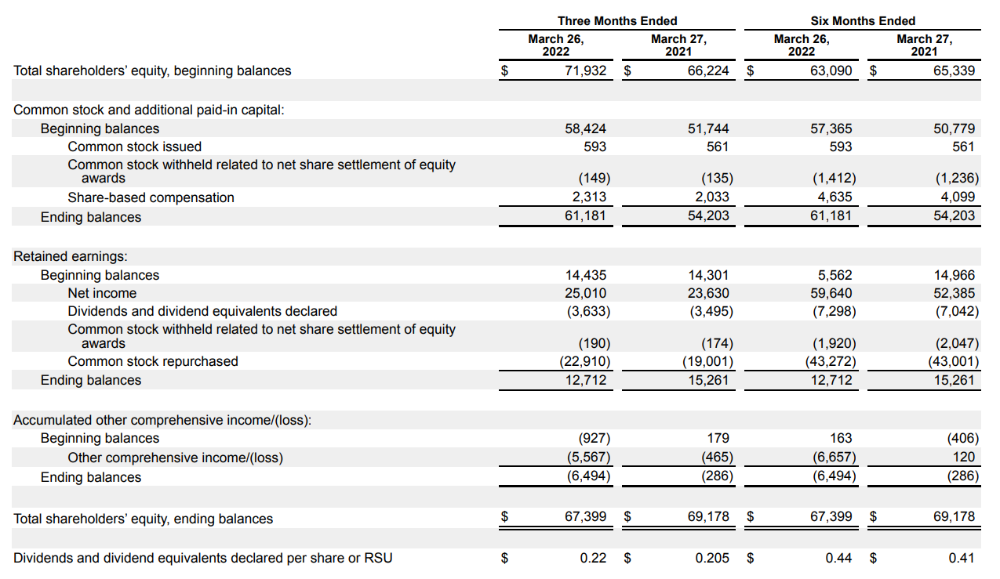 Three Months Ended Six Months Ended
March 26, 2022 March 27, 2021 March 26, 2022 March 27, 2021
Total shareholders’ equity, beginning balances $ 71,932 $ 66,224 $ 63,090 $ 65,339
Common stock and additional paid-in capital:
Beginning balances 58,424 51,744 57,365 50,779
Common stock issued 593 561 593 561
Common stock withheld related to net share settlement of equity
awards (149) (135) (1,412) (1,236)
Share-based compensation 2,313 2,033 4,635 4,099
Ending balances 61,181 54,203 61,181 54,203
Retained earnings:
Beginning balances 14,435 14,301 5,562 14,966
Net income 25,010 23,630 59,640 52,385
Dividends and dividend equivalents declared (3,633) (3,495) (7,298) (7,042)
Common stock withheld related to net share settlement of equity
awards (190) (174) (1,920) (2,047)
Common stock repurchased (22,910) (19,001) (43,272) (43,001)
Ending balances 12,712 15,261 12,712 15,261
Accumulated other comprehensive income/(loss):
Beginning balances (927) 179 163 (406)
Other comprehensive income/(loss) (5,567) (465) (6,657) 120
Ending balances (6,494) (286) (6,494) (286)
Total shareholders’ equity, ending balances $ 67,399 $ 69,178 $ 67,399 $ 69,178
Dividends and dividend equivalents declared per share or RSU $ 0.22 $ 0.205 $ 0.44 $ 0.41